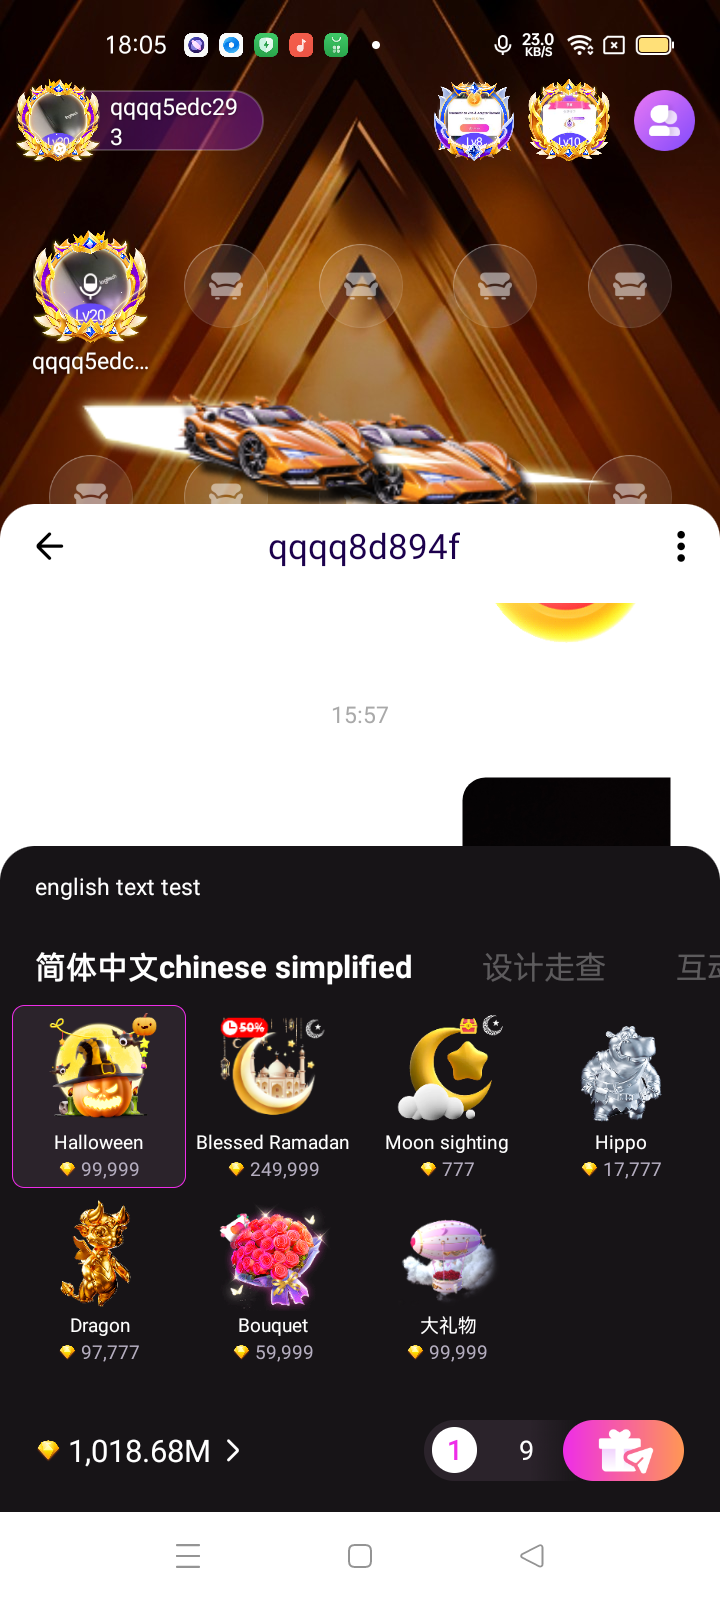 18:05
23.0
KB/S
qqqq5edc29
3
Lv20
Lv8
Lv10
Lv20
qqqq5edc...
qqqq8d894f
15:57
english text test
简体中文chinese simplified
设计走查
互动
50%
Halloween
Blessed Ramadan
Moon sighting
Hippo
99,999
249,999
777
17,777
Dragon
Bouquet
大礼物
97,777
59,999
99,999
1,018.68M
1
9